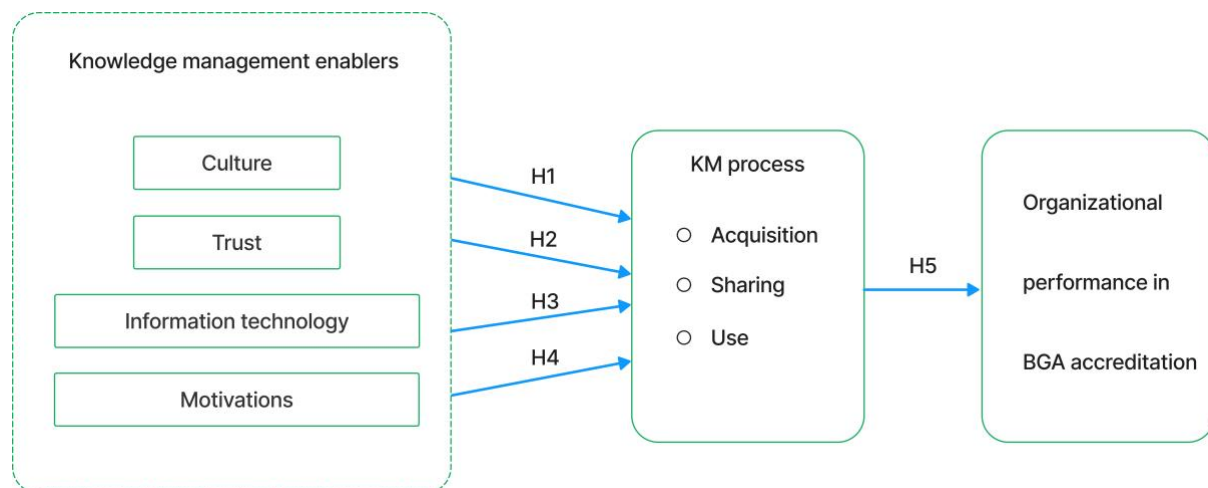 Knowledge management enablers
Culture
Trust
Information technology
Motivations
H1
H2
H3
H4
KM process
Acquisition
Sharing
Use
H5
Organizational
performance in
BGA accreditation